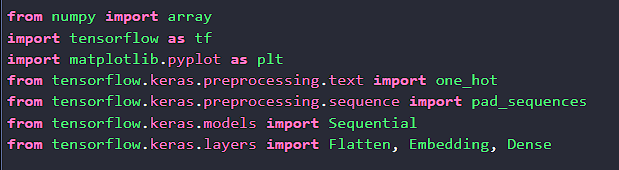 from numpy import array
import tensorflow as tf
import matplotlib.pyplot as plt
from tensorflow.keras.preprocessing.text import one_hot
from tensorflow.keras.preprocessing.sequence import pad_sequences
from tensorflow.keras.models import Sequential
from tensorflow.keras.layers import Flatten, Embedding, Dense